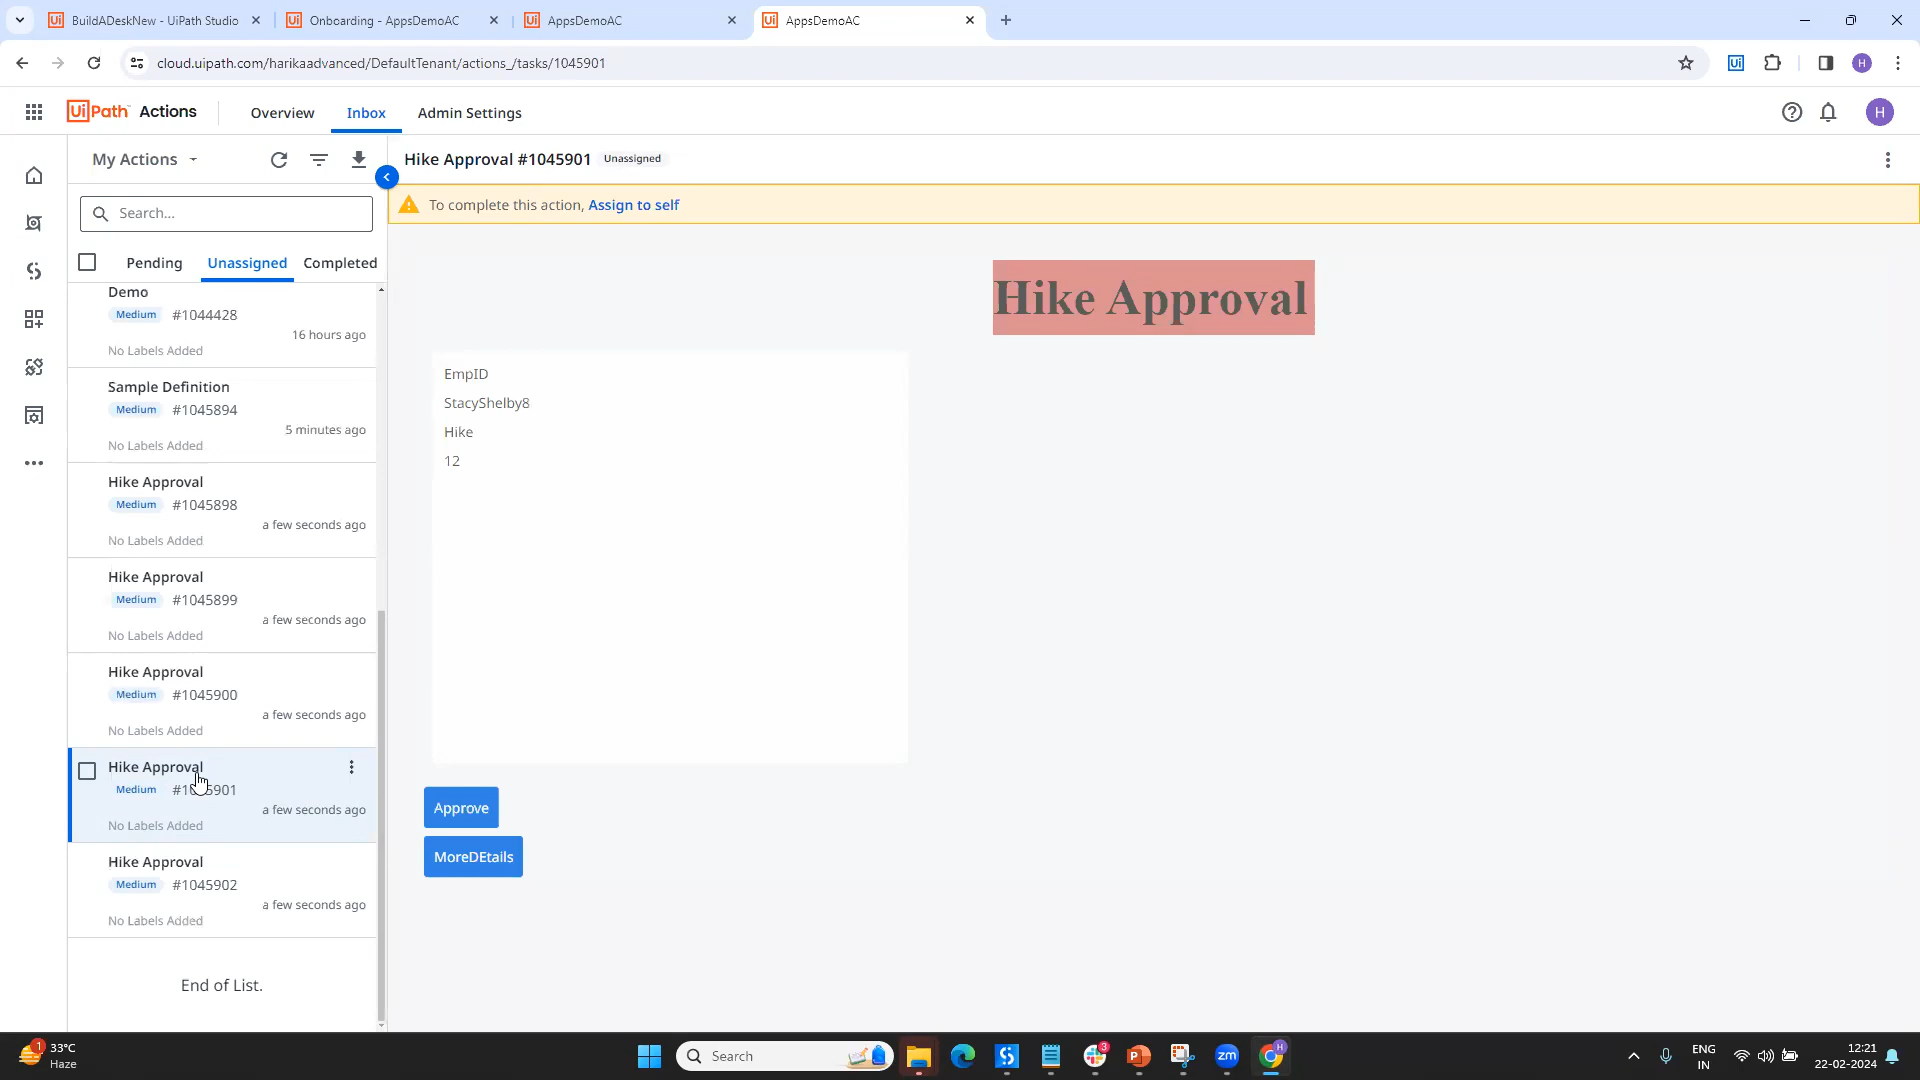 BuildADeskNew - UiPath Studio
Onboarding - AppsDemoAC
AppsDemoAC
AppsDemoAC
cloud.uipath.com/harikaadvanced/DefaultTenant/actions_/tasks/1045901
H
UiPath Actions
Overview
Inbox
Admin Settings
H
My Actions
Hike Approval #1045901
Unassigned
To complete this action, Assign to self
Search...
Pending
Unassigned
Completed
Demo
Medium #1044428
16 hours ago
No Labels Added
Sample Definition
Medium #1045894
5 minutes ago
No Labels Added
Hike Approval
Medium #1045898
a few seconds ago
No Labels Added
Hike Approval
Medium #1045899
a few seconds ago
No Labels Added
Hike Approval
Medium #1045900
a few seconds ago
No Labels Added
Hike Approval
Medium #1045901
a few seconds ago
No Labels Added
Hike Approval
Medium #1045902
a few seconds ago
No Labels Added
End of List.
Hike Approval
EmpID
StacyShelby8
Hike
12
Approve
MoreDEtails
1
33°C
Haze
Search
3
zm
H
ENG
IN
12:21
22-02-2024